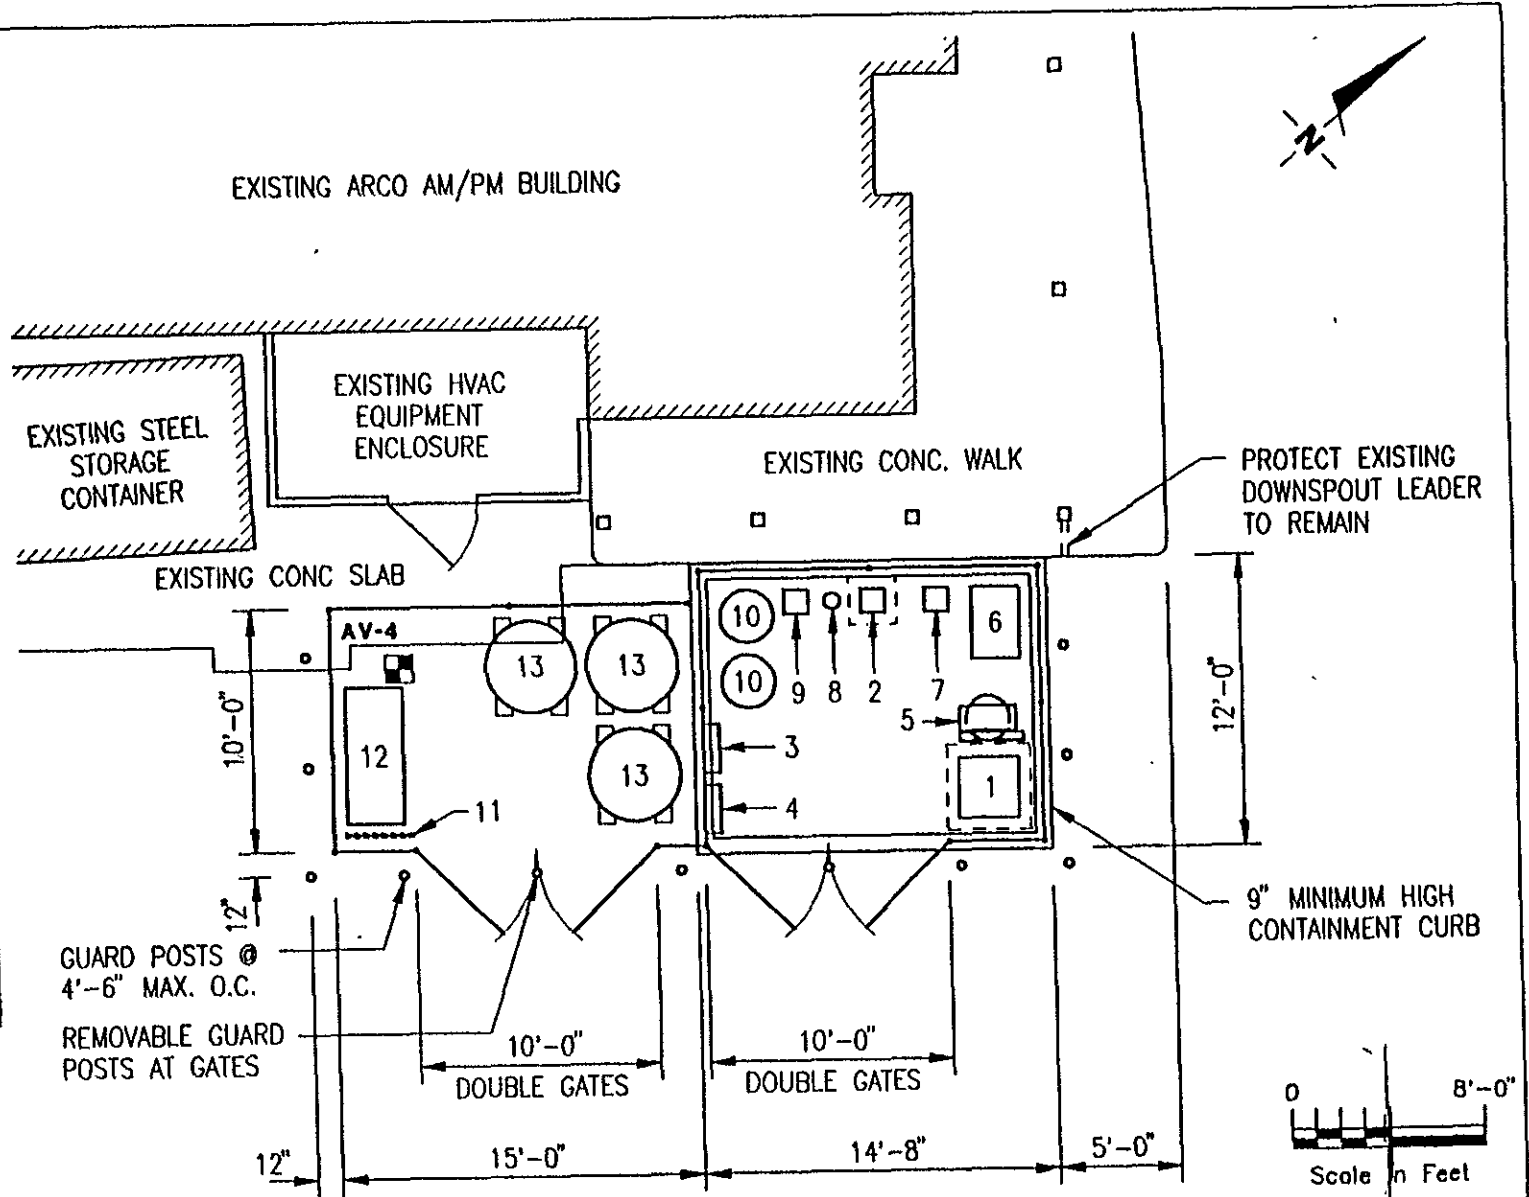 N
EXISTING ARCO AM/PM BUILDING
EXISTING HVAC
EQUIPMENT
ENCLOSURE
EXISTING STEEL
STORAGE
CONTAINER
EXISTING CONC. WALK
PROTECT EXISTING
DOWNSPOUT LEADER
TO REMAIN
EXISTING CONC SLAB
AV-4
13
13
13
12
11
10
10
9
8
2
7
6
5
3
4
1
10'-0"
12'-0"
12"
9" MINIMUM HIGH
CONTAINMENT CURB
GUARD POSTS @
4'-6" MAX. O.C.
REMOVABLE GUARD
POSTS AT GATES
10'-0"
DOUBLE GATES
10'-0"
DOUBLE GATES
12"
15'-0"
14'-8"
5'-0"
0 8'-0"
Scale in Feet